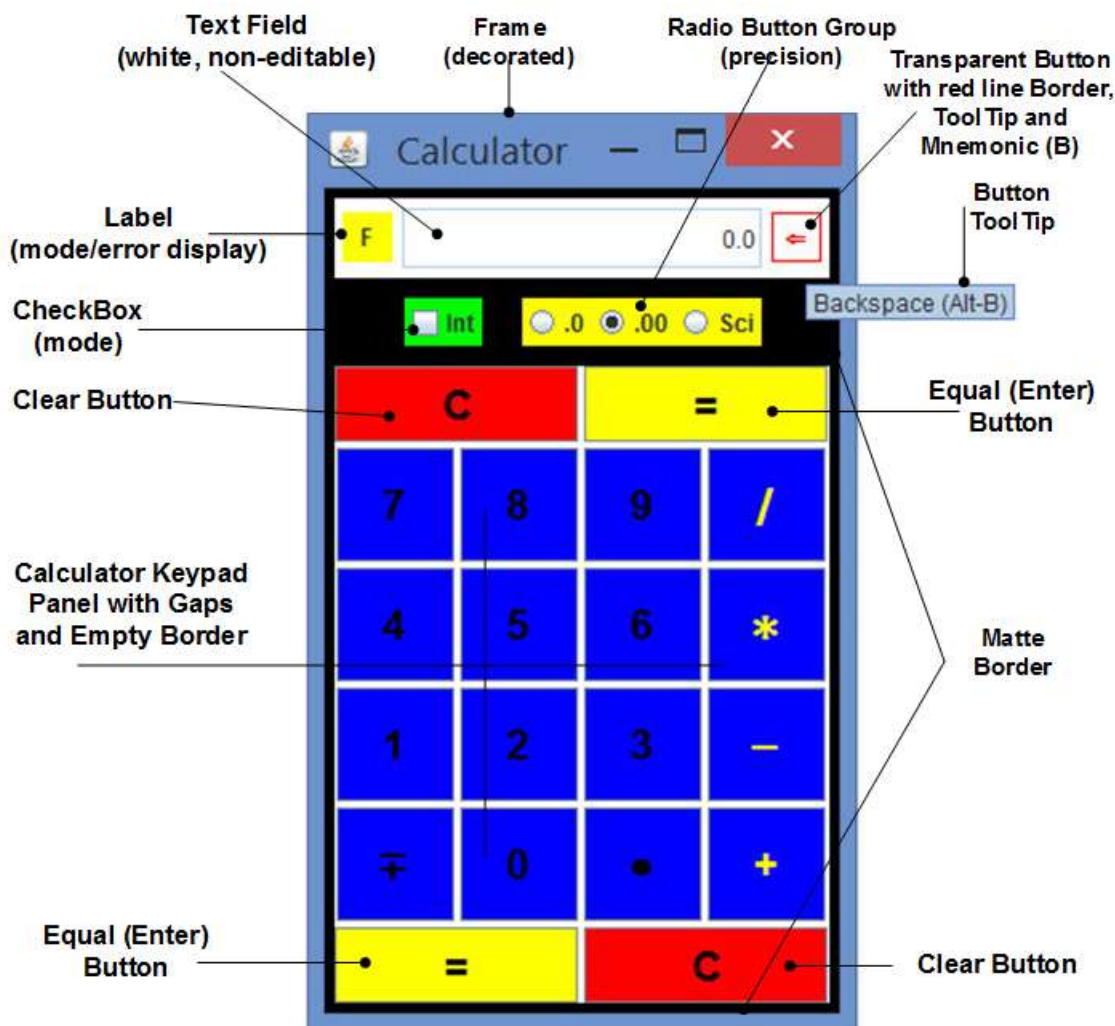 Text Field
(white, non-editable)
Frame
(decorated)
Radio Button Group
(precision)
Transparent Button
with red line Border,
Tool Tip and
Mnemonic (B)
Calculator
Button
Tool Tip
Label
(mode/error display)
F
0.0
⇐
Backspace (Alt-B)
CheckBox
(mode)
Int
.0
.00
Sci
Clear Button
C
=
Equal (Enter)
Button
7
8
9
/
Calculator Keypad
Panel with Gaps
and Empty Border
4
5
6
*
Matte
Border
1
2
3
–
∓
0
•
+
Equal (Enter)
Button
=
C
Clear Button